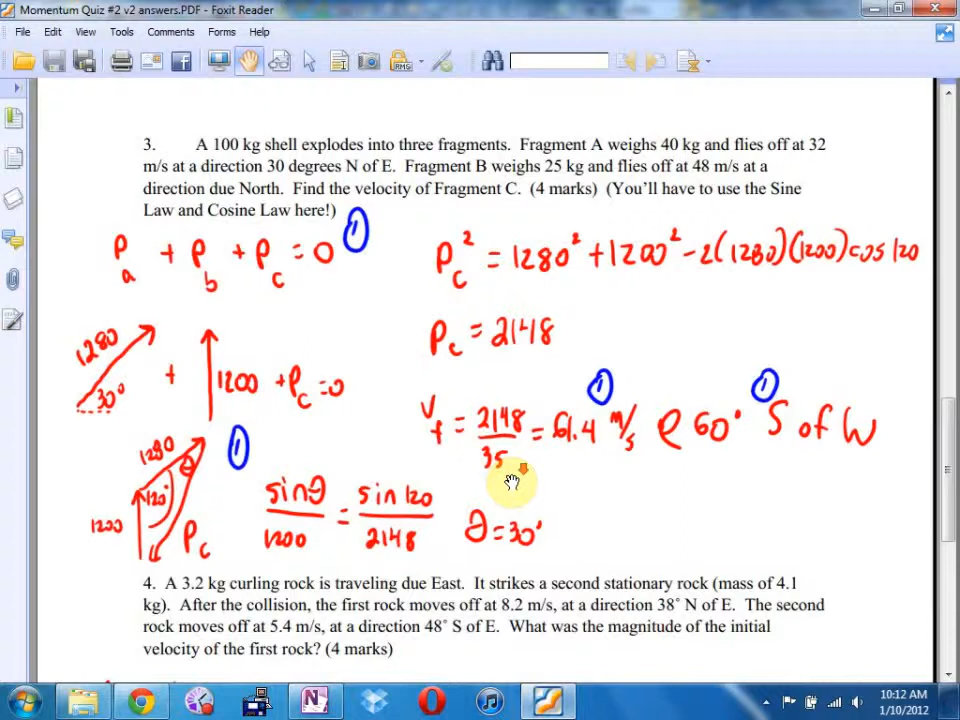 Momentum Quiz #2 v2 answers.PDF - Foxit Reader
File Edit View Tools Comments Forms Help
RMS
3. A 100 kg shell explodes into three fragments. Fragment A weighs 40 kg and flies off at 32
m/s at a direction 30 degrees N of E. Fragment B weighs 25 kg and flies off at 48 m/s at a
direction due North. Find the velocity of Fragment C. (4 marks) (You'll have to use the Sine
Law and Cosine Law here!)
Pa + Pb + Pc = 0 ①
Pc² = 1280² + 1200² - 2(1280)(1200)cos 120
Pc = 2148
1280
30°
+
1200 + Pc = 0
① ①
Vf = 2148/35 = 61.4 m/s @ 60° S of W
1280 ①
θ
120°
1200
Pc
sinθ/1200 = sin 120/2148
θ = 30°
4. A 3.2 kg curling rock is traveling due East. It strikes a second stationary rock (mass of 4.1
kg). After the collision, the first rock moves off at 8.2 m/s, at a direction 38° N of E. The second
rock moves off at 5.4 m/s, at a direction 48° S of E. What was the magnitude of the initial
velocity of the first rock? (4 marks)
10:12 AM
1/10/2012